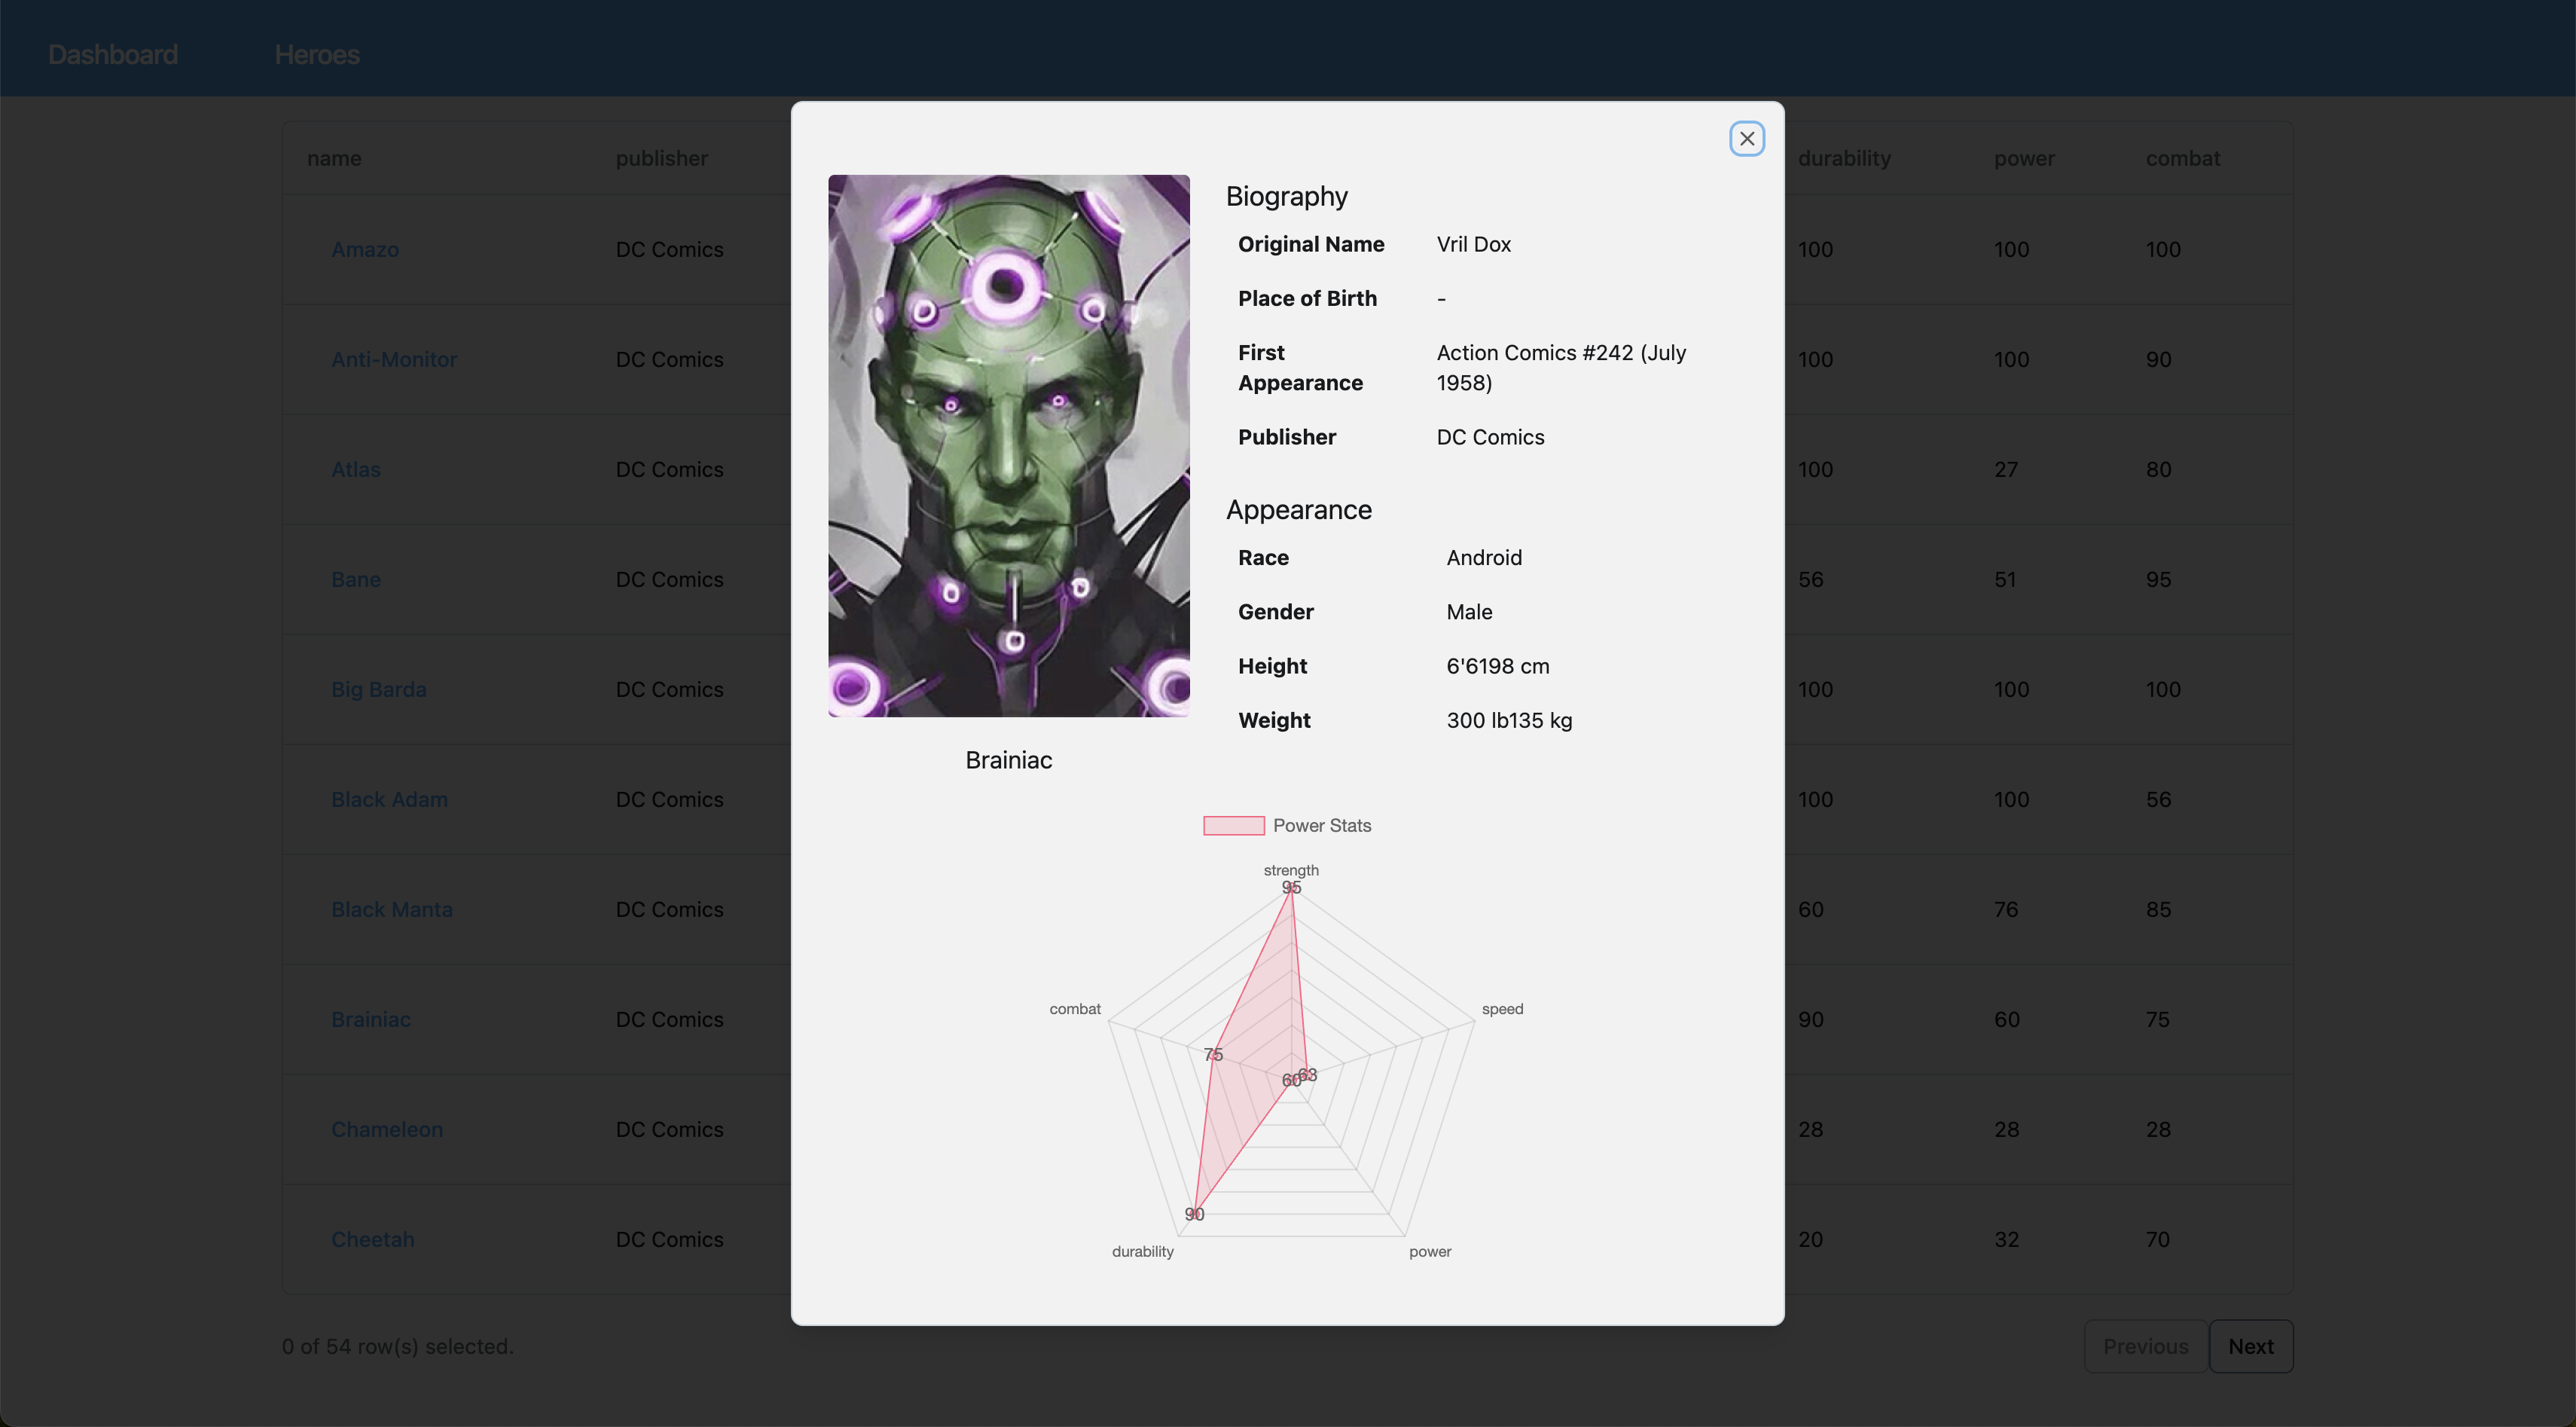 Dashboard Heroes
name publisher durability power combat
Amazo DC Comics 100 100 100
Anti-Monitor DC Comics 100 100 90
Atlas DC Comics 100 27 80
Bane DC Comics 56 51 95
Big Barda DC Comics 100 100 100
Black Adam DC Comics 100 100 56
Black Manta DC Comics 60 76 85
Brainiac DC Comics 90 60 75
Chameleon DC Comics 28 28 28
Cheetah DC Comics 20 32 70
0 of 54 row(s) selected.
Previous Next
Brainiac
Biography
Original Name Vril Dox
Place of Birth -
First Action Comics #242 (July
Appearance 1958)
Publisher DC Comics
Appearance
Race Android
Gender Male
Height 6'6198 cm
Weight 300 lb135 kg
Power Stats
strength
95
combat speed
75
60 63
90
durability power